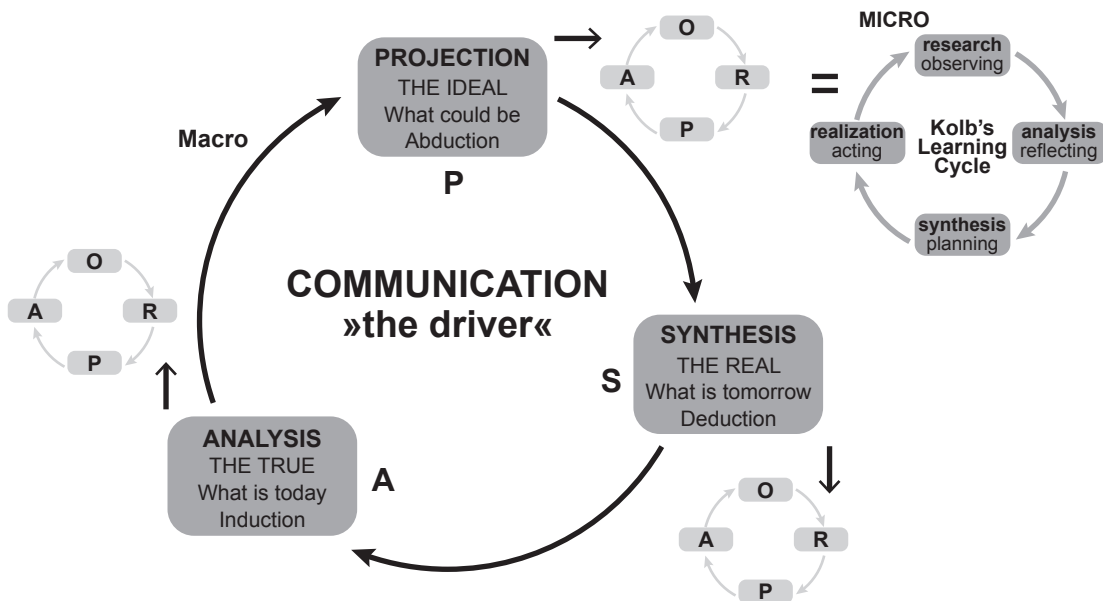 PROJECTION
THE IDEAL
What could be
Abduction
P
O
A
R
P
=
MICRO
research
observing
realization
acting
Kolb's
Learning
Cycle
analysis
reflecting
synthesis
planning
Macro
COMMUNICATION
»the driver«
O
A
R
P
SYNTHESIS
THE REAL
What is tomorrow
Deduction
S
ANALYSIS
THE TRUE
What is today
Induction
A
O
A
R
P